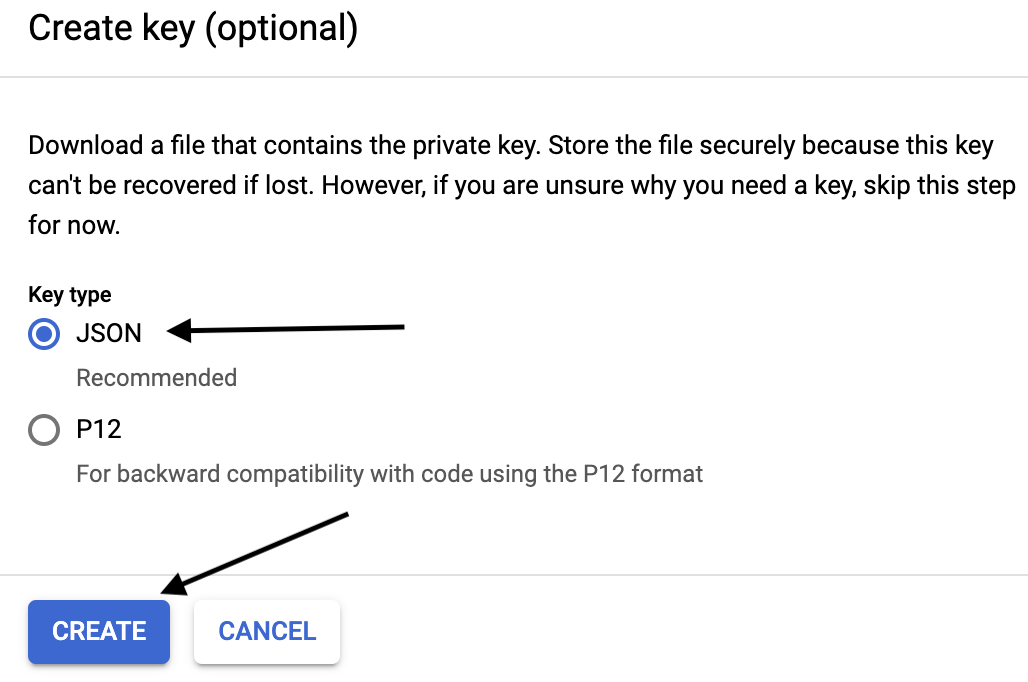 Create key (optional)
Download a file that contains the private key. Store the file securely because this key
can't be recovered if lost. However, if you are unsure why you need a key, skip this step
for now.
Key type
JSON
Recommended
P12
For backward compatibility with code using the P12 format
CREATE CANCEL